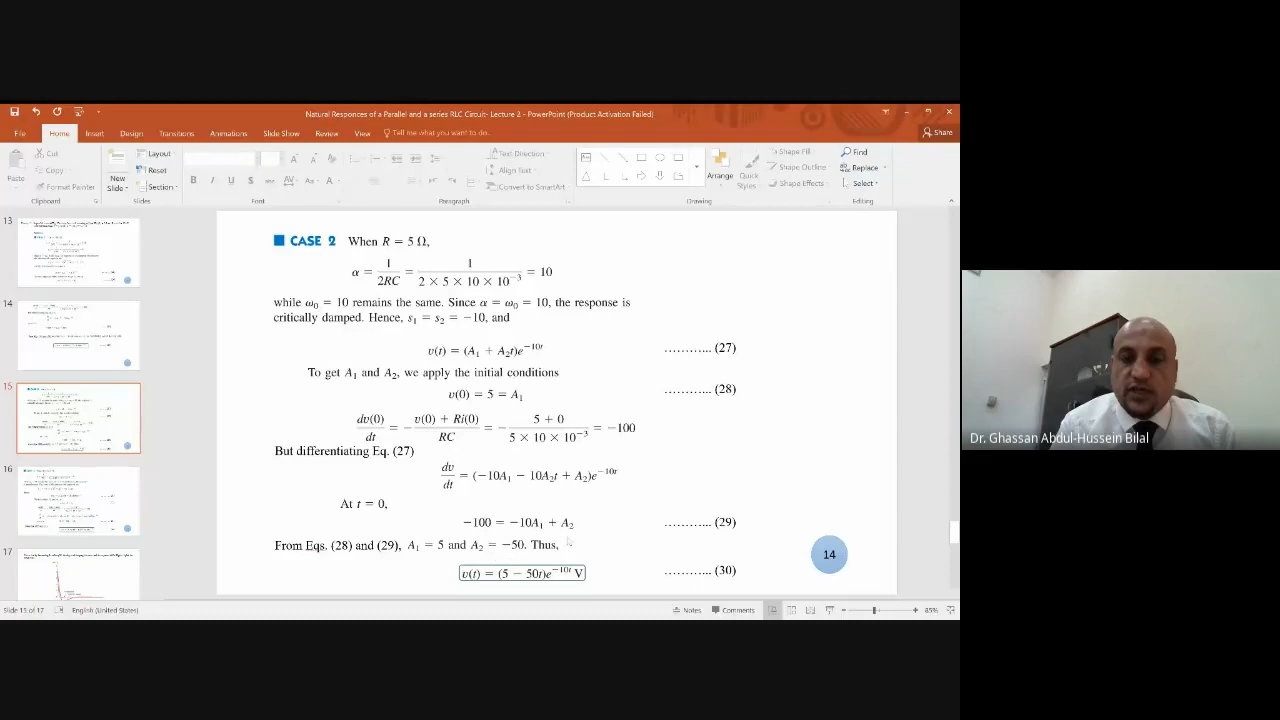 Natural Responces of a Parallel and a series RLC Circuit- Lecture 2 - PowerPoint (Product Activation Failed)
File Home Insert Design Transitions Animations Slide Show Review View Tell me what you want to do... Share
Cut
Copy
Format Painter
Paste
Clipboard
New Slide
Layout
Reset
Section
Slides
Font
Text Direction
Align Text
Convert to SmartArt
Paragraph
Arrange
Quick Styles
Shape Fill
Shape Outline
Shape Effects
Drawing
Find
Replace
Select
Editing
13
14
15
16
17
CASE 2 When R = 5 Ω,
α = 1/2RC = 1/(2 × 5 × 10 × 10⁻³) = 10
while ω₀ = 10 remains the same. Since α = ω₀ = 10, the response is
critically damped. Hence, s₁ = s₂ = −10, and
v(t) = (A₁ + A₂t)e⁻¹⁰ᵗ ........... (27)
To get A₁ and A₂, we apply the initial conditions
v(0) = 5 = A₁ ........... (28)
dv(0)/dt = −(v(0) + Ri(0))/RC = −(5 + 0)/(5 × 10 × 10⁻³) = −100
But differentiating Eq. (27)
dv/dt = (−10A₁ − 10A₂t + A₂)e⁻¹⁰ᵗ
At t = 0,
−100 = −10A₁ + A₂ ........... (29)
From Eqs. (28) and (29), A₁ = 5 and A₂ = −50. Thus,
v(t) = (5 − 50t)e⁻¹⁰ᵗ V ........... (30)
14
Slide 15 of 17 English (United States) Notes Comments 85%
Dr. Ghassan Abdul-Hussein Bilal